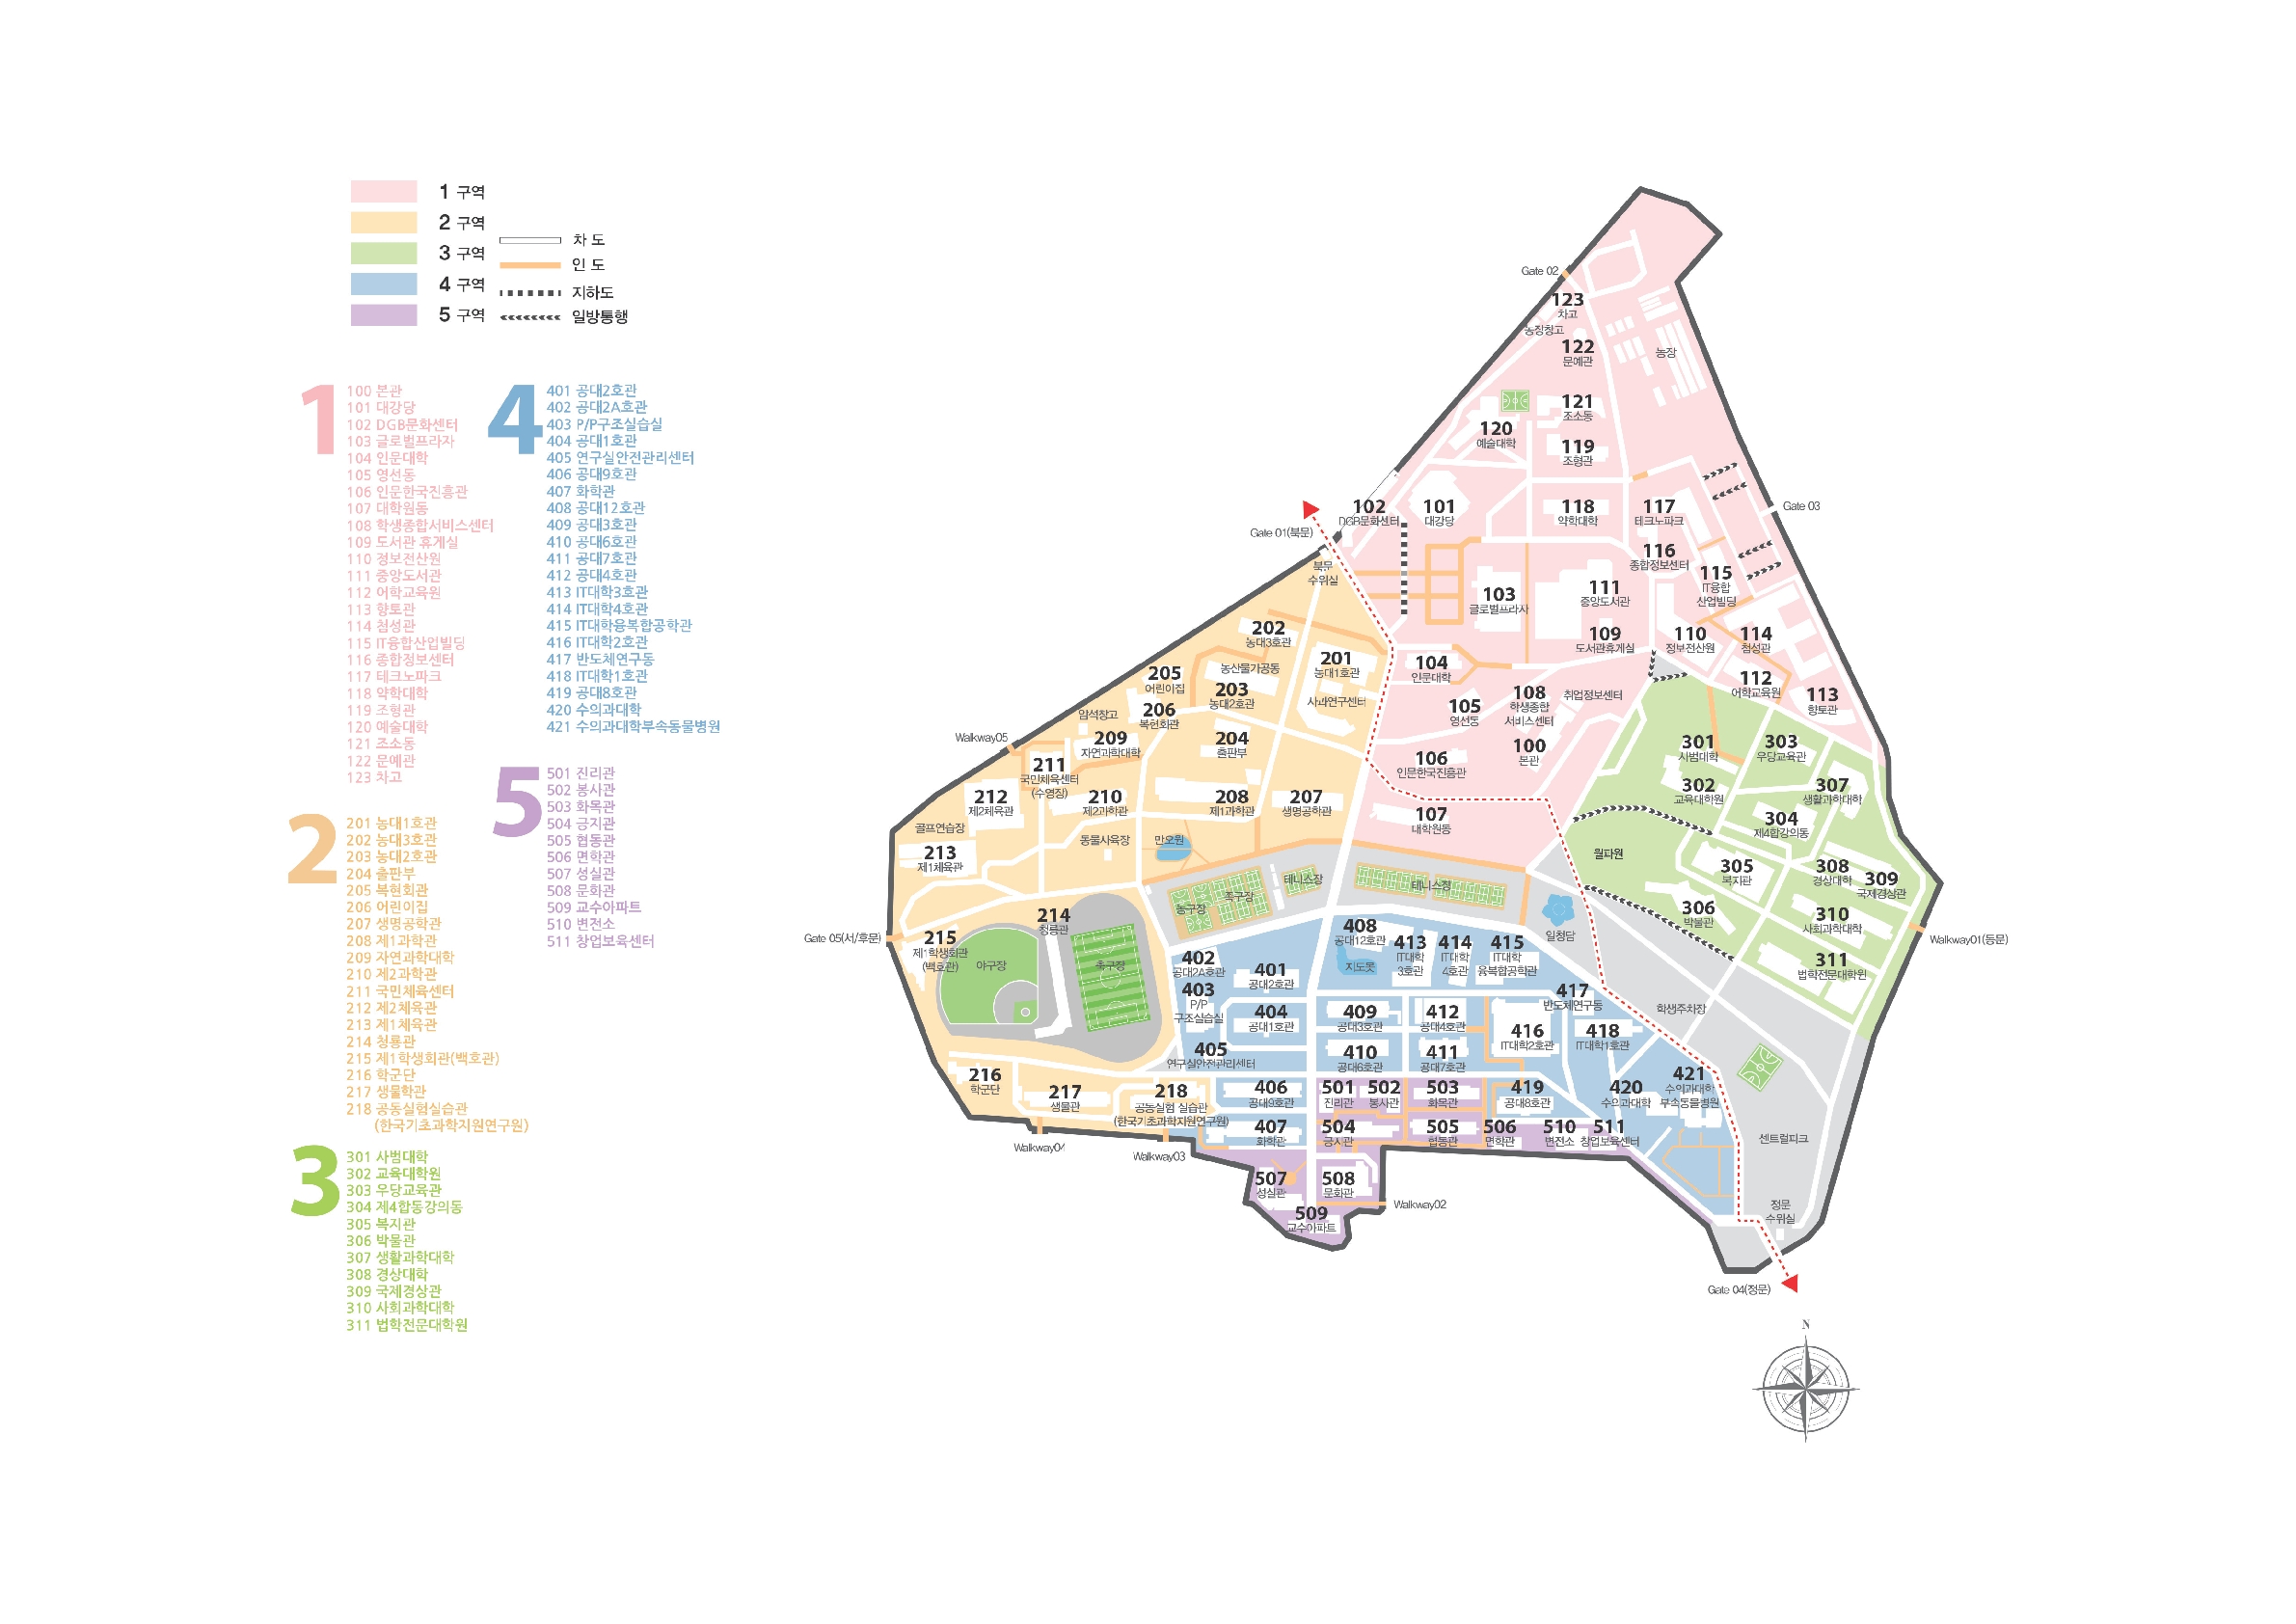 1 구역
2 구역
3 구역
4 구역
5 구역
차 도
인 도
지하도
일방통행
1
100 본관
101 대강당
102 DGB문화센터
103 글로벌프라자
104 인문대학
105 영선동
106 인문한국진흥관
107 대학원동
108 학생종합서비스센터
109 도서관 휴게실
110 정보전산원
111 중앙도서관
112 어학교육원
113 향토관
114 첨성관
115 IT융합산업빌딩
116 종합정보센터
117 테크노파크
118 약학대학
119 조형관
120 예술대학
121 조소동
122 문예관
123 차고
2
201 농대1호관
202 농대3호관
203 농대2호관
204 출판부
205 복현회관
206 어린이집
207 생명공학관
208 제1과학관
209 자연과학대학
210 제2과학관
211 국민체육센터
212 제2체육관
213 제1체육관
214 청룡관
215 제1학생회관(백호관)
216 학군단
217 생물학관
218 공동실험실습관
(한국기초과학지원연구원)
3
301 사범대학
302 교육대학원
303 우당교육관
304 제4합동강의동
305 복지관
306 박물관
307 생활과학대학
308 경상대학
309 국제경상관
310 사회과학대학
311 법학전문대학원
4
401 공대2호관
402 공대2A호관
403 P/P구조실습실
404 공대1호관
405 연구실안전관리센터
406 공대9호관
407 화학관
408 공대12호관
409 공대3호관
410 공대6호관
411 공대7호관
412 공대4호관
413 IT대학3호관
414 IT대학4호관
415 IT대학융복합공학관
416 IT대학2호관
417 반도체연구동
418 IT대학1호관
419 공대8호관
420 수의과대학
421 수의과대학부속동물병원
5
501 진리관
502 봉사관
503 화목관
504 긍지관
505 협동관
506 면학관
507 성실관
508 문화관
509 교수아파트
510 변전소
511 창업보육센터
Gate 02
123
차고
농장창고
122
문예관
농장
121
조소동
120
예술대학
119
조형관
102
DGB문화센터
101
대강당
118
약학대학
117
테크노파크
Gate 03
Gate 01(북문)
북문
수위실
116
종합정보센터
115
IT융합
산업빌딩
103
글로벌프라자
111
중앙도서관
109
도서관휴게실
110
정보전산원
114
첨성관
202
농대3호관
201
농대1호관
농산물가공동
104
인문대학
112
어학교육원
113
향토관
205
어린이집
203
농대2호관
사과연구센터
105
영선동
108
학생종합
서비스센터
취업정보센터
206
복현회관
암석장고
Walkway05
209
자연과학대학
204
출판부
100
본관
301
사범대학
303
우당교육관
211
국민체육센터
(수영장)
106
인문한국진흥관
302
교육대학원
307
생활과학대학
212
제2체육관
210
제2과학관
208
제1과학관
207
생명공학관
107
대학원동
304
제4합강의동
골프연습장
동물사육장
만오원
213
제1체육관
월파원
305
복지관
308
경상대학
309
국제경상관
테니스장
테니스장
족구장
농구장
214
청룡관
306
박물관
310
사회과학대학
Gate 05(서/후문)
215
제1학생회관
(백호관)
야구장
축구장
408
공대12호관
지도못
413
IT대학
3호관
414
IT대학
4호관
415
IT대학
융복합공학관
일청담
Walkway01(동문)
311
법학전문대학원
402
공대2A호관
401
공대2호관
403
P/P
구조실습실
417
반도체연구동
학생주차장
404
공대1호관
409
공대3호관
412
공대4호관
416
IT대학2호관
418
IT대학1호관
405
연구실안전관리센터
410
공대6호관
411
공대7호관
216
학군단
217
생물관
218
공동실험 실습관
(한국기초과학지원연구원)
406
공대9호관
501
진리관
502
봉사관
503
화목관
419
공대8호관
420
수의과대학
421
수의과대학
부속동물병원
407
화학관
504
긍지관
505
협동관
506
면학관
510
변전소
511
창업보육센터
센트럴파크
Walkway04
Walkway03
507
성실관
508
문화관
Walkway02
509
교수아파트
정문
수위실
Gate 04(정문)
N